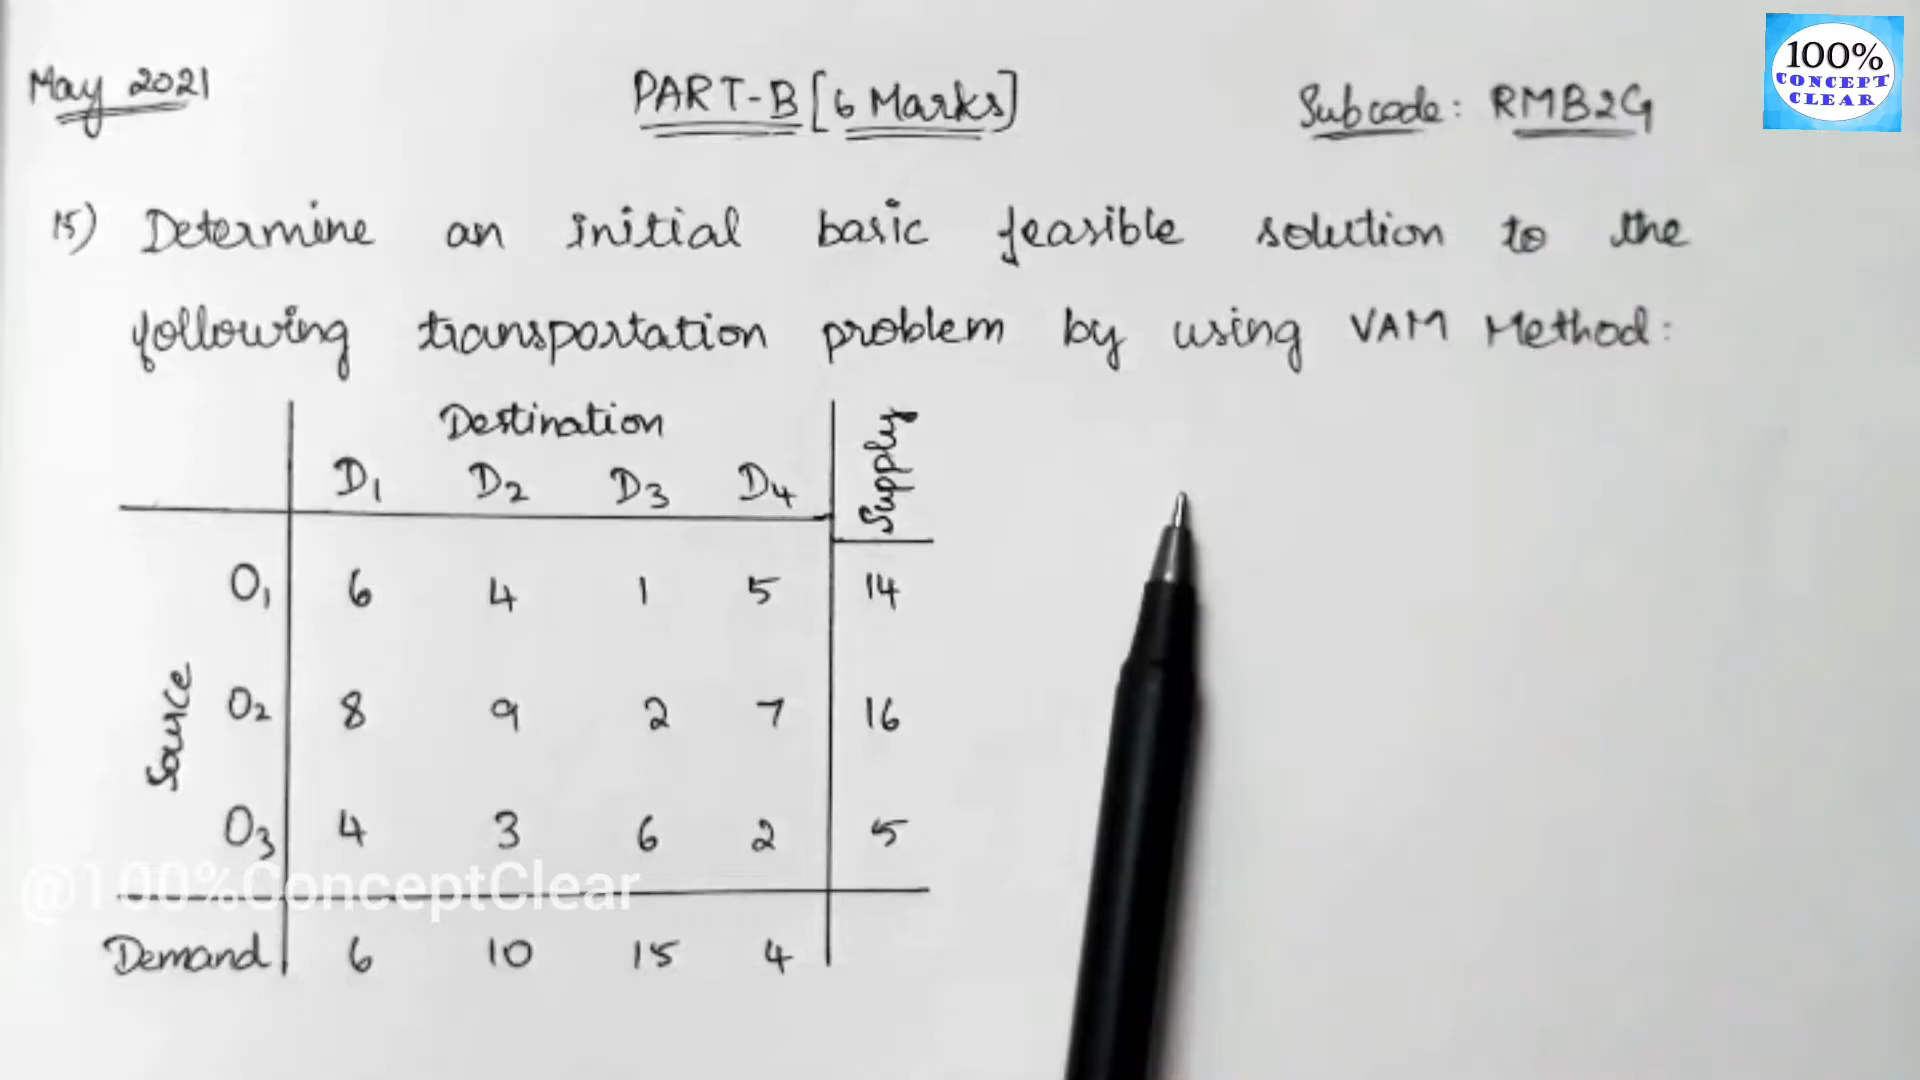 May 2021
PART-B [6 Marks]
Subcode: RMB2G
100%
CONCEPT
CLEAR
15) Determine an initial basic feasible solution to the
following transportation problem by using VAM Method:
Destination
D1 D2 D3 D4 Supply
Source
O1 6 4 1 5 14
O2 8 9 2 7 16
O3 4 3 6 2 5
@100%ConceptClear
Demand 6 10 15 4